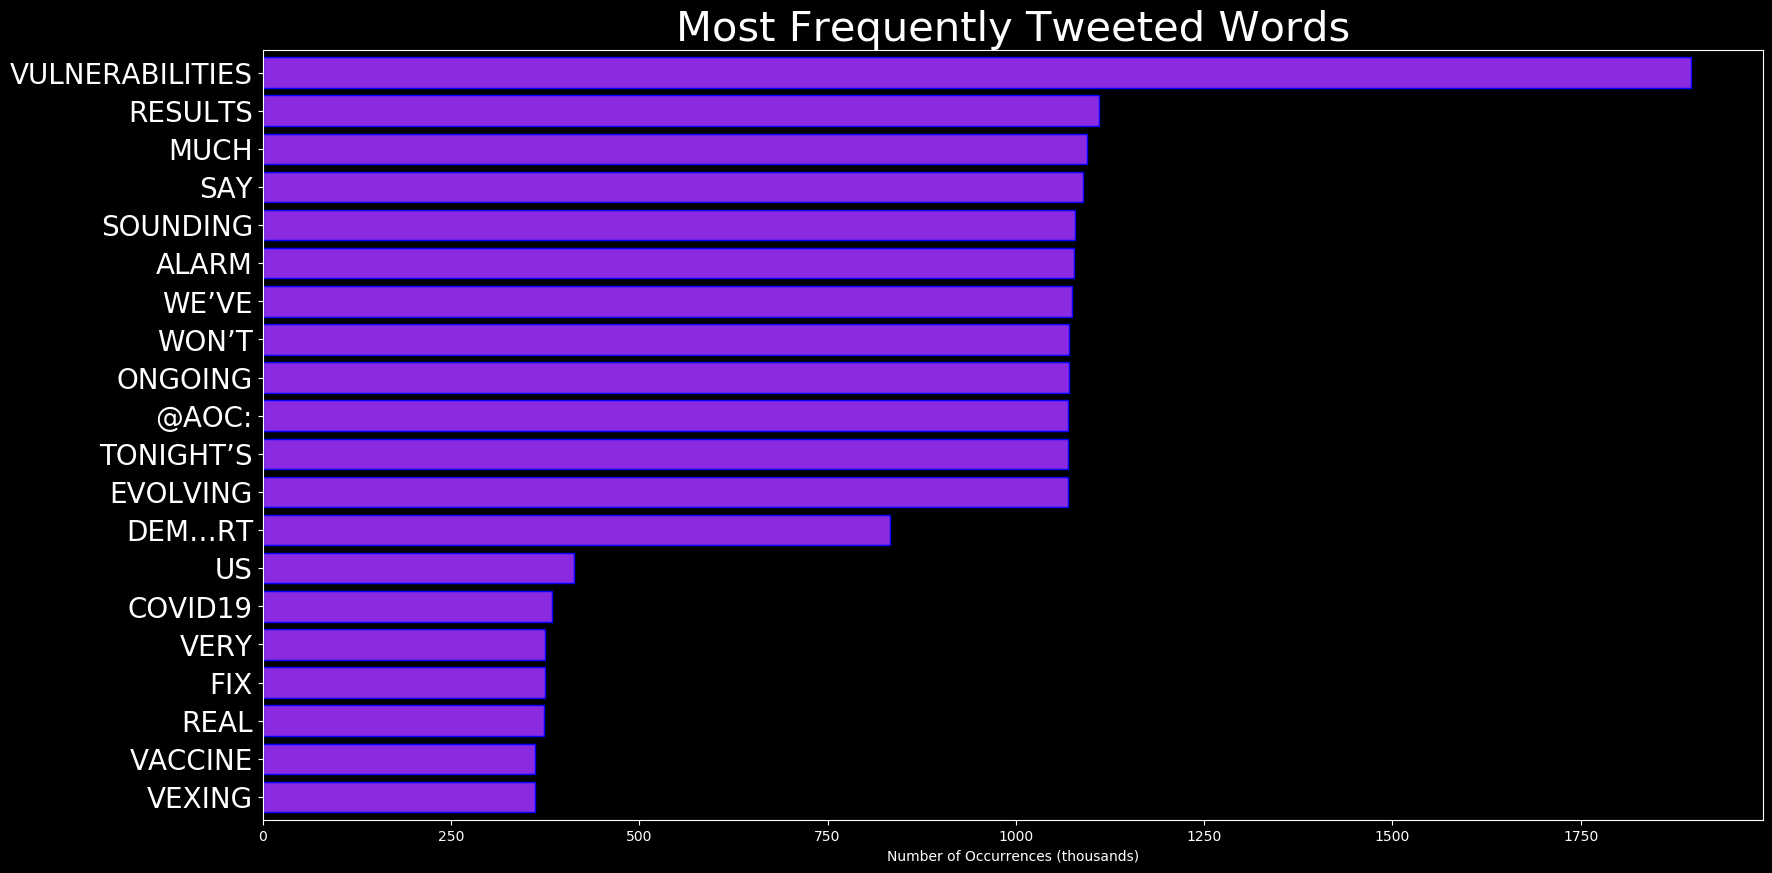 Most Frequently Tweeted Words
VULNERABILITIES
RESULTS
MUCH
SAY
SOUNDING
ALARM
WE’VE
WON’T
ONGOING
@AOC:
TONIGHT’S
EVOLVING
DEM…RT
US
COVID19
VERY
FIX
REAL
VACCINE
VEXING
0 250 500 750 1000 1250 1500 1750
Number of Occurrences (thousands)